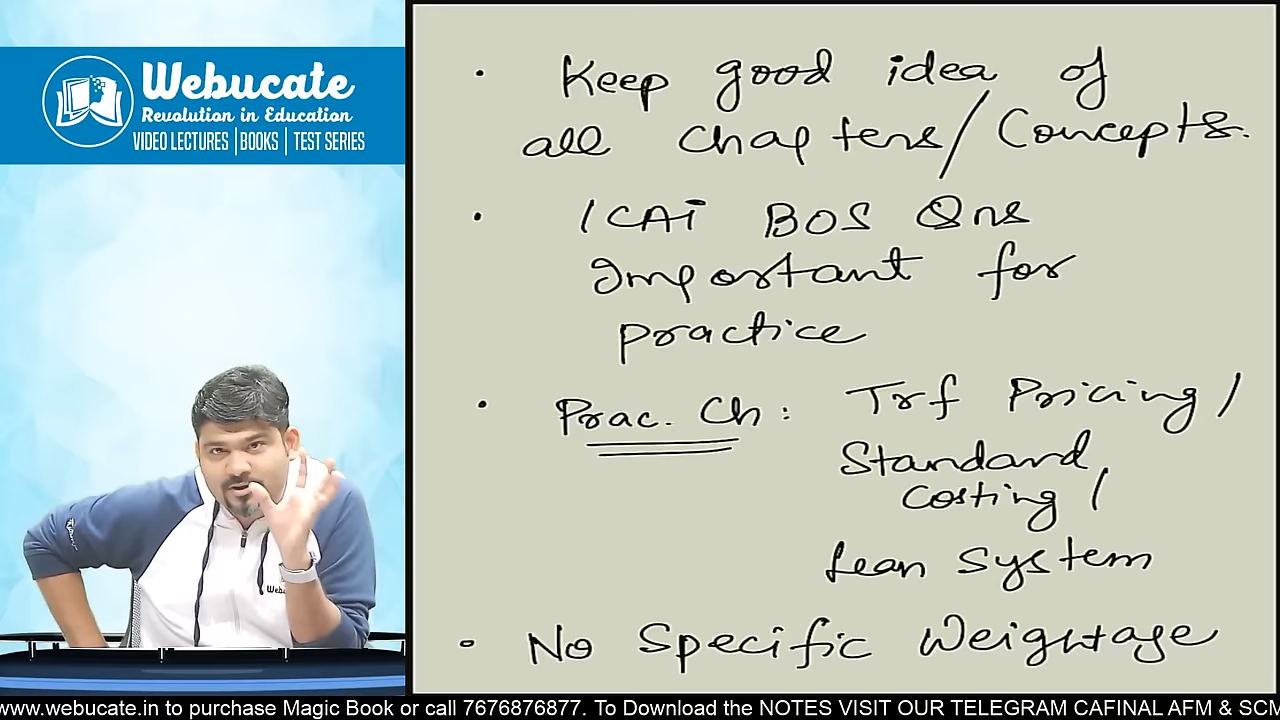 Webucate
Revolution in Education
VIDEO LECTURES | BOOKS | TEST SERIES
• Keep good idea of
all Chapters/Concepts.
• ICAI BOS Qns
Important for
practice
• Prac. Ch: Trf Pricing/
Standard
Costing/
Lean System
• No Specific Weightage
Webu
www.webucate.in to purchase Magic Book or call 7676876877. To Download the NOTES VISIT OUR TELEGRAM CAFINAL AFM & SCM